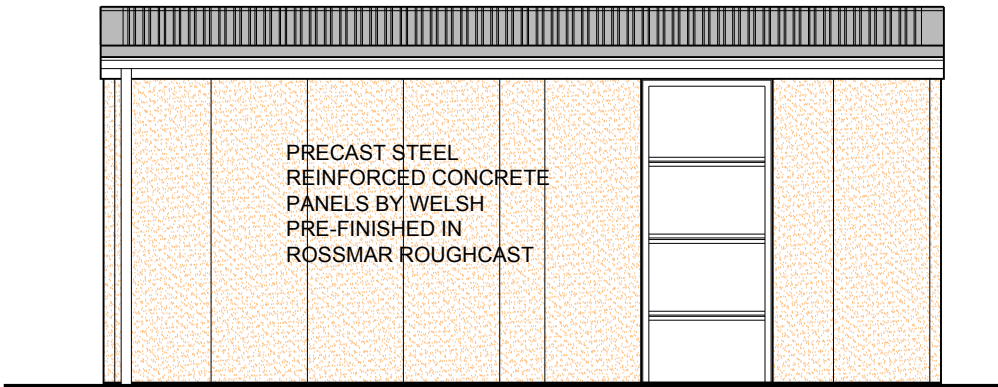 PRECAST STEEL
REINFORCED CONCRETE
PANELS BY WELSH
PRE-FINISHED IN
ROSSMAR ROUGHCAST